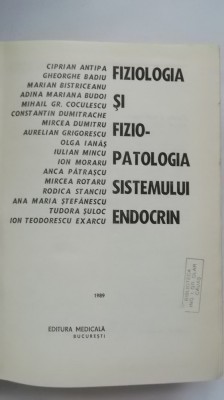 CIPRIAN ANTIPA
GHEORGHE BADIU
MARIAN BISTRICEANU
ADINA MARIANA BUDOI
MIHAIL GR. COCULESCU
CONSTANTIN DUMITRACHE
MIRCEA DUMITRU
AURELIAN GRIGORESCU
OLGA IANĂȘ
IULIAN MINCU
ION MORARU
ANCA PĂTRAȘCU
MIRCEA ROTARU
RODICA STANCIU
ANA MARIA ȘTEFĂNESCU
TUDORA ȘULOC
ION TEODORESCU EXARCU
FIZIOLOGIA
ȘI
FIZIO-
PATOLOGIA
SISTEMULUI
ENDOCRIN
1989
EDITURA MEDICALĂ
BUCUREȘTI